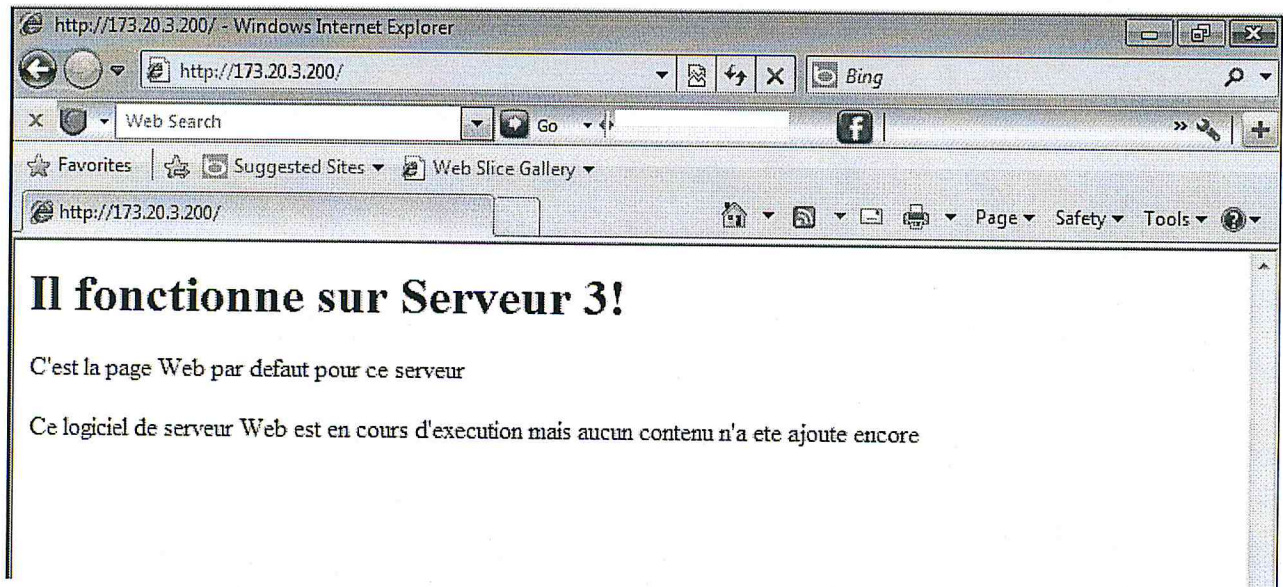 http://173.20.3.200/ - Windows Internet Explorer
http://173.20.3.200/
Bing
Web Search
Go
Favorites
Suggested Sites
Web Slice Gallery
http://173.20.3.200/
Page
Safety
Tools
Il fonctionne sur Serveur 3!
C'est la page Web par defaut pour ce serveur
Ce logiciel de serveur Web est en cours d'execution mais aucun contenu n'a ete ajoute encore